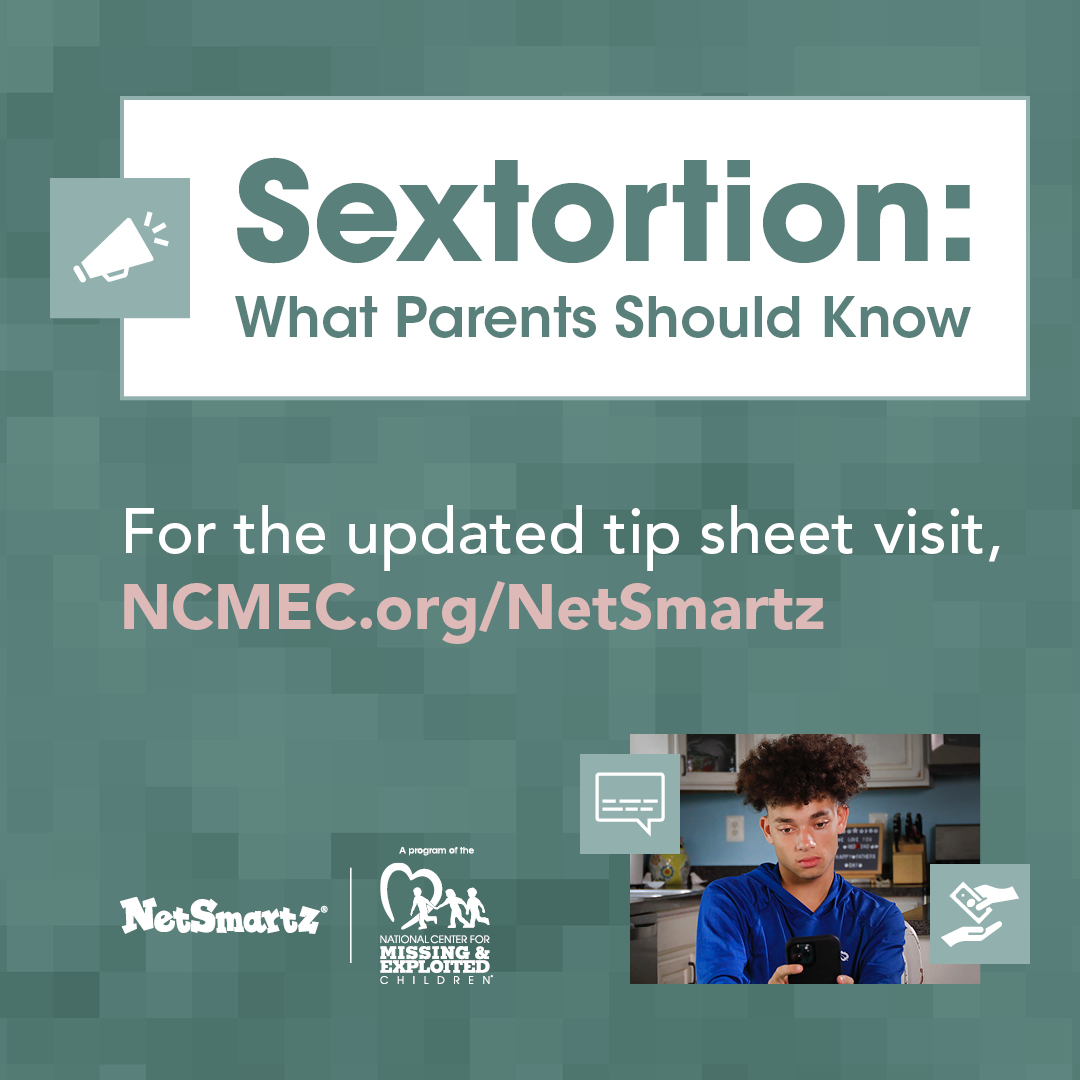 Sextortion:
What Parents Should Know
For the updated tip sheet visit,
NCMEC.org/NetSmartz
A program of the
NetSmartz®
NATIONAL CENTER FOR
MISSING &
EXPLOITED
CHILDREN®